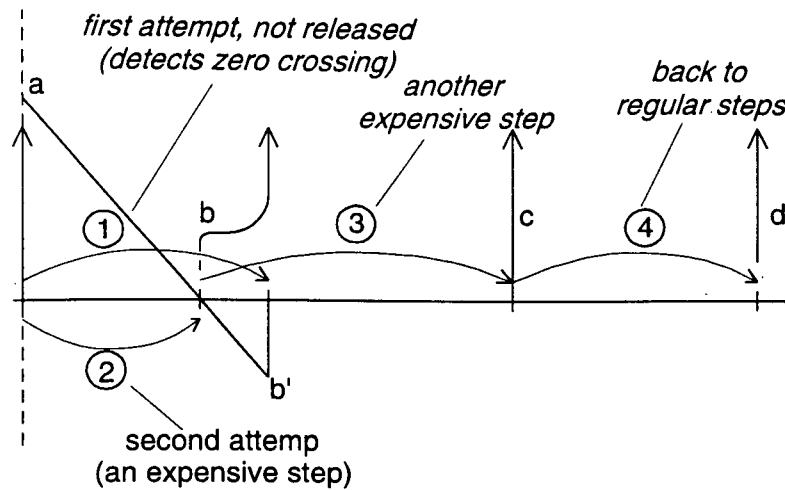 first attempt, not released
(detects zero crossing)
a
another
expensive step
back to
regular steps
b
c
d
1
3
4
2
b'
second attemp
(an expensive step)